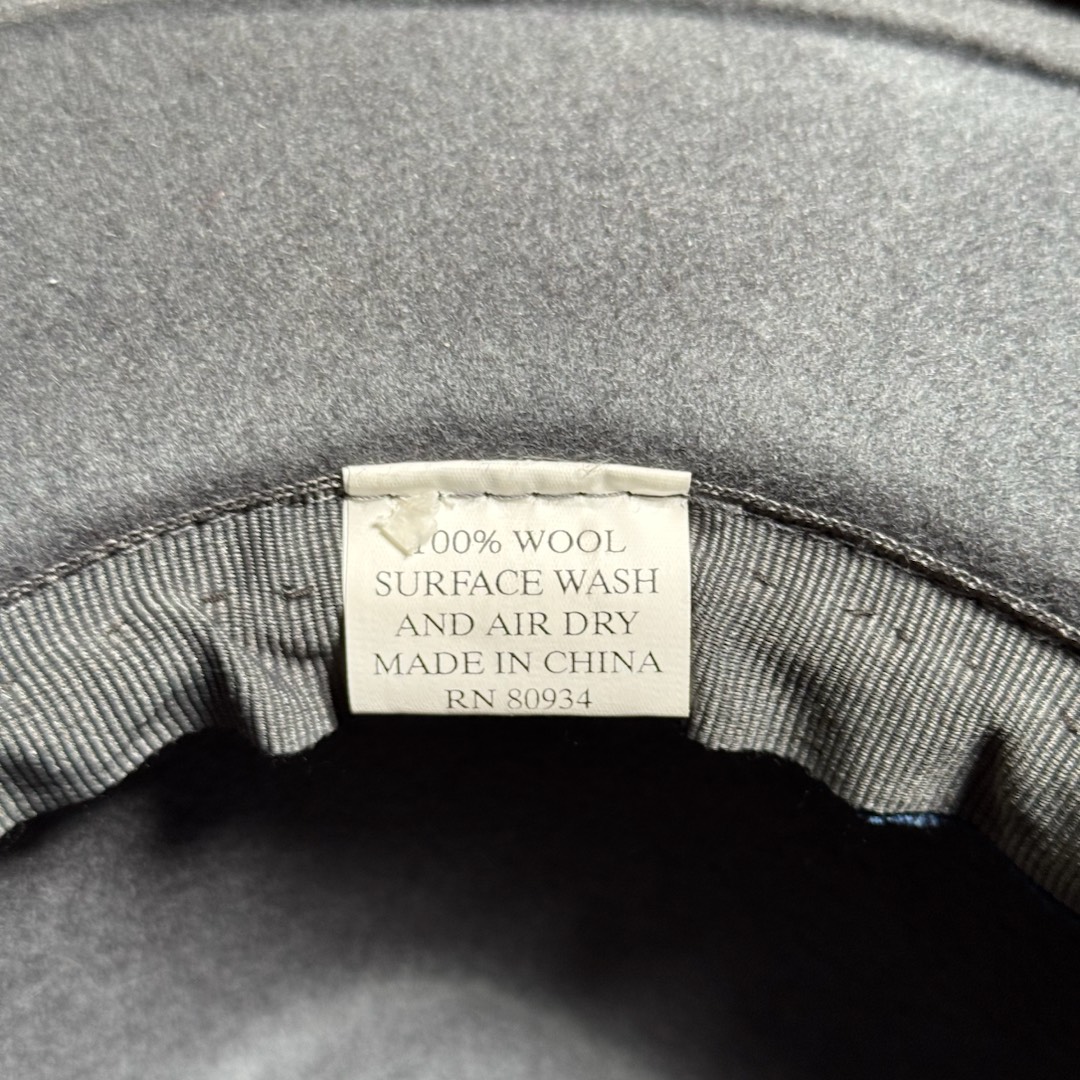 100% WOOL
SURFACE WASH
AND AIR DRY
MADE IN CHINA
RN 80934